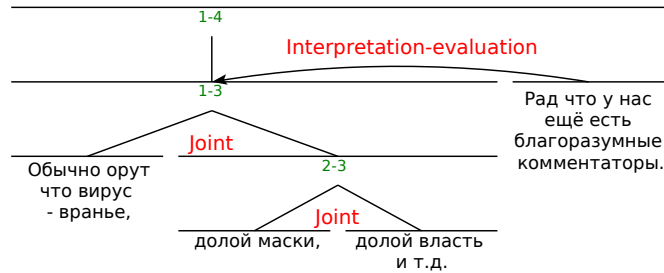 1-4
Interpretation-evaluation
1-3
Рад что у нас
ещё есть
благоразумные
комментаторы.
Joint
Обычно орут
что вирус
- вранье,
2-3
Joint
долой маски,
долой власть
и т.д.